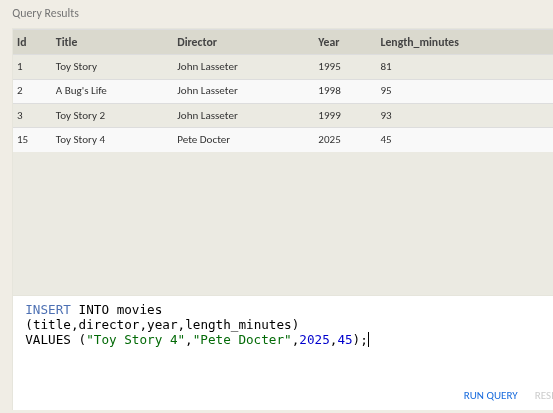 Query Results
Id Title Director Year Length_minutes
1 Toy Story John Lasseter 1995 81
2 A Bug's Life John Lasseter 1998 95
3 Toy Story 2 John Lasseter 1999 93
15 Toy Story 4 Pete Docter 2025 45
INSERT INTO movies
(title,director,year,length_minutes)
VALUES ("Toy Story 4","Pete Docter",2025,45);
RUN QUERY